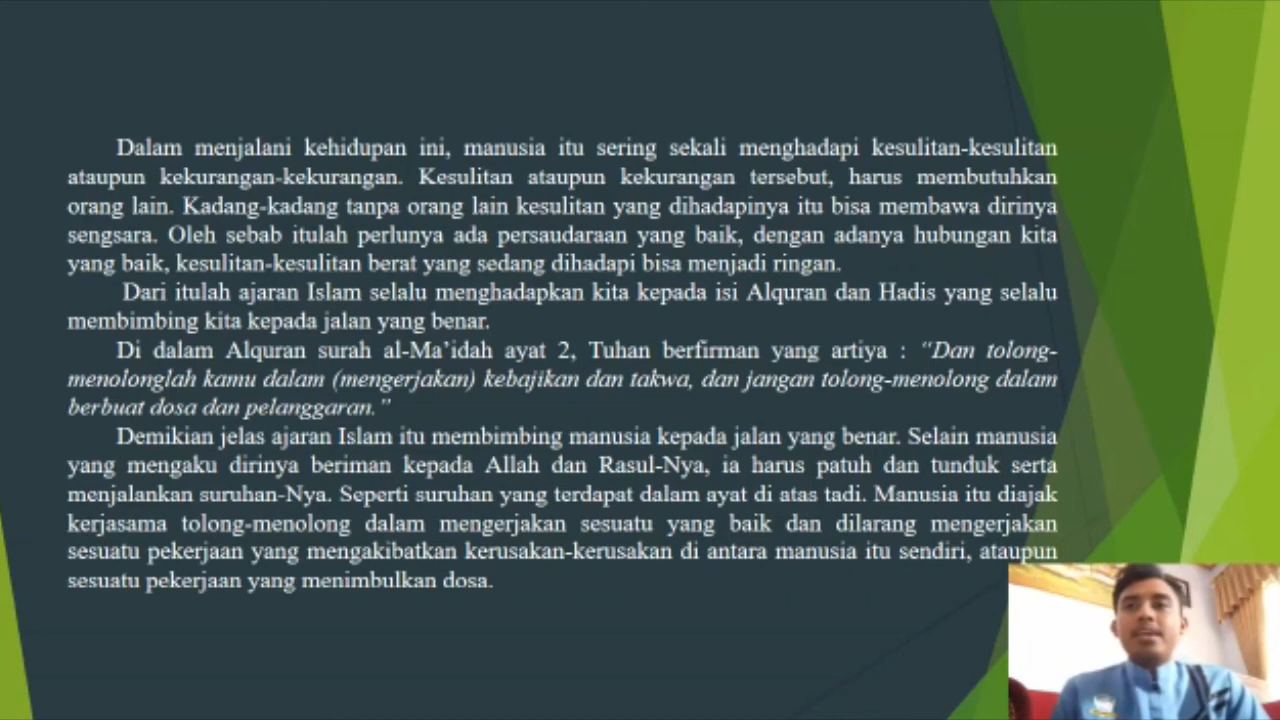 Dalam menjalani kehidupan ini, manusia itu sering sekali menghadapi kesulitan-kesulitan
ataupun kekurangan-kekurangan. Kesulitan ataupun kekurangan tersebut, harus membutuhkan
orang lain. Kadang-kadang tanpa orang lain kesulitan yang dihadapinya itu bisa membawa dirinya
sengsara. Oleh sebab itulah perlunya ada persaudaraan yang baik, dengan adanya hubungan kita
yang baik, kesulitan-kesulitan berat yang sedang dihadapi bisa menjadi ringan.
Dari itulah ajaran Islam selalu menghadapkan kita kepada isi Alquran dan Hadis yang selalu
membimbing kita kepada jalan yang benar.
Di dalam Alquran surah al-Ma’idah ayat 2, Tuhan berfirman yang artiya : “Dan tolong-
menolonglah kamu dalam (mengerjakan) kebajikan dan takwa, dan jangan tolong-menolong dalam
berbuat dosa dan pelanggaran.”
Demikian jelas ajaran Islam itu membimbing manusia kepada jalan yang benar. Selain manusia
yang mengaku dirinya beriman kepada Allah dan Rasul-Nya, ia harus patuh dan tunduk serta
menjalankan suruhan-Nya. Seperti suruhan yang terdapat dalam ayat di atas tadi. Manusia itu diajak
kerjasama tolong-menolong dalam mengerjakan sesuatu yang baik dan dilarang mengerjakan
sesuatu pekerjaan yang mengakibatkan kerusakan-kerusakan di antara manusia itu sendiri, ataupun
sesuatu pekerjaan yang menimbulkan dosa.